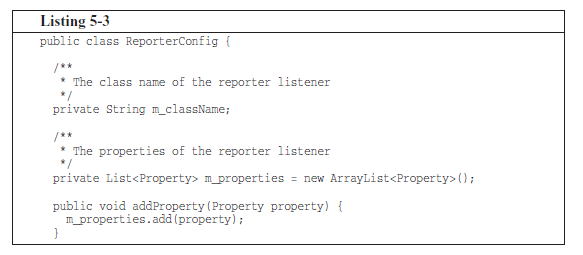 Listing 5-3
public class ReporterConfig {
/**
* The class name of the reporter listener
*/
private String m_className;
/**
* The properties of the reporter listener
*/
private List<Property> m_properties = new ArrayList<Property>();
public void addProperty(Property property) {
m_properties.add(property);
}